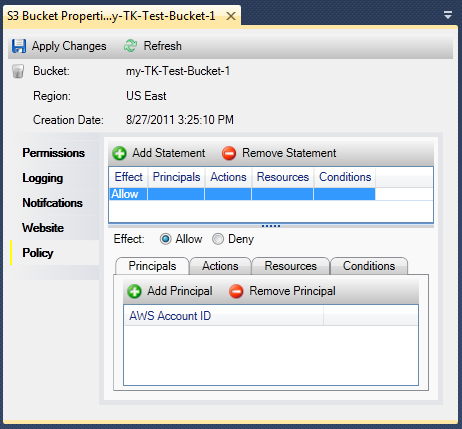 S3 Bucket Properti...y-TK-Test-Bucket-1
Apply Changes Refresh
Bucket: my-TK-Test-Bucket-1
Region: US East
Creation Date: 8/27/2011 3:25:10 PM
Permissions
Logging
Notifcations
Website
Policy
Add Statement Remove Statement
Effect Principals Actions Resources Conditions
Allow
Effect: Allow Deny
Principals Actions Resources Conditions
Add Principal Remove Principal
AWS Account ID